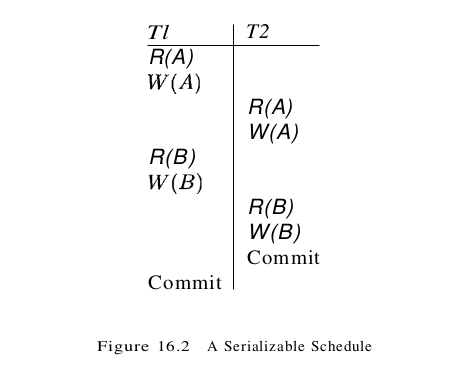 T1 T2
R(A)
W(A)
R(A)
W(A)
R(B)
W(B)
R(B)
W(B)
Commit
Commit
Figure 16.2 A Serializable Schedule